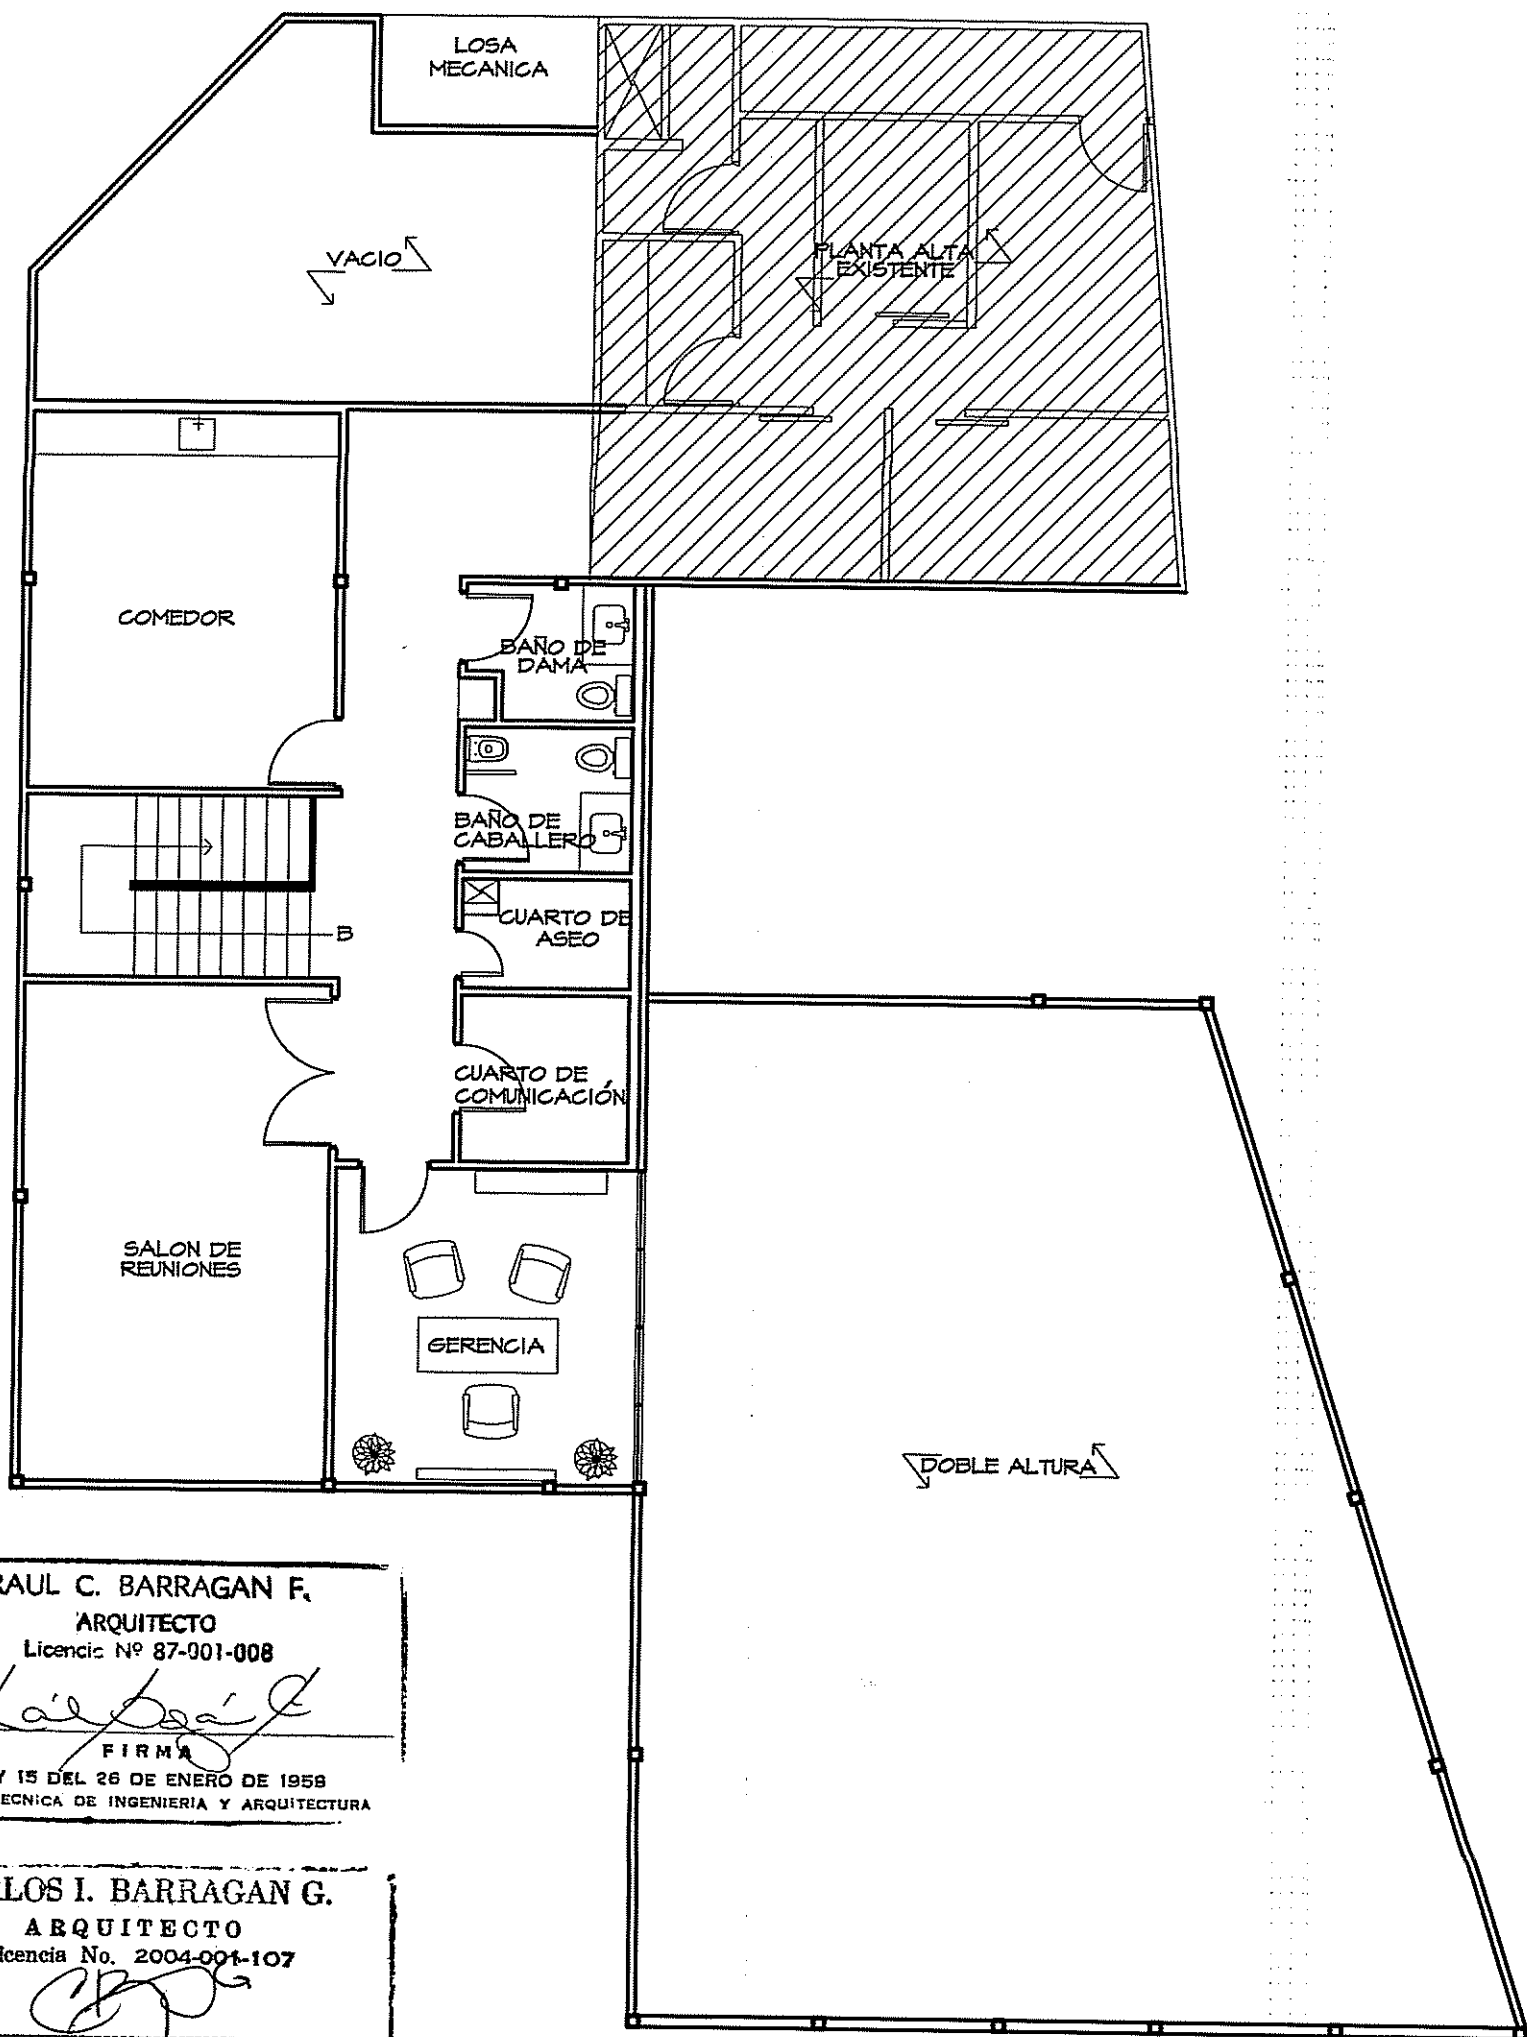 LOSA
MECANICA
VACIO
PLANTA ALTA
EXISTENTE
COMEDOR
BAÑO DE
DAMA
BAÑO DE
CABALLERO
CUARTO DE
ASEO
B
CUARTO DE
COMUNICACIÓN
SALON DE
REUNIONES
GERENCIA
DOBLE ALTURA
RAUL C. BARRAGAN F.
ARQUITECTO
Licencia Nº 87-001-008
FIRMA
Y 15 DEL 26 DE ENERO DE 1959
ECNICA DE INGENIERIA Y ARQUITECTURA
LOS I. BARRAGAN G.
ARQUITECTO
icencia No. 2004-001-107